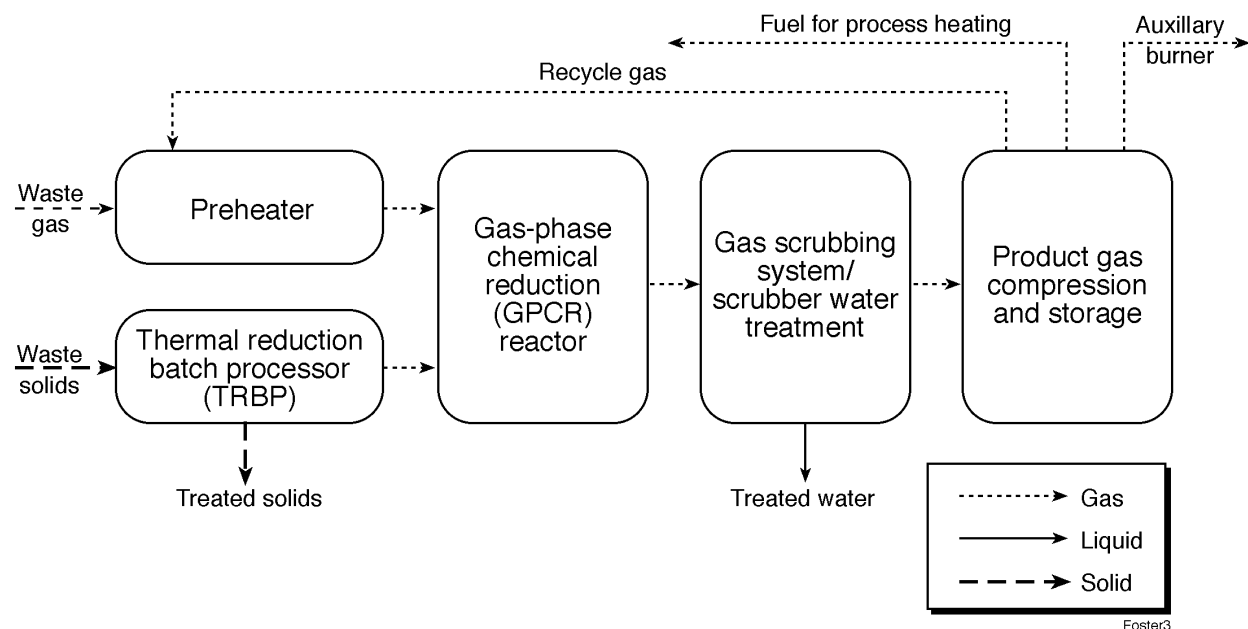 Fuel for process heating
Auxillary
burner
Recycle gas
Waste
gas
Preheater
Gas-phase
chemical
reduction
(GPCR)
reactor
Gas scrubbing
system/
scrubber water
treatment
Product gas
compression
and storage
Waste
solids
Thermal reduction
batch processor
(TRBP)
Treated solids
Treated water
Gas
Liquid
Solid
Foster3